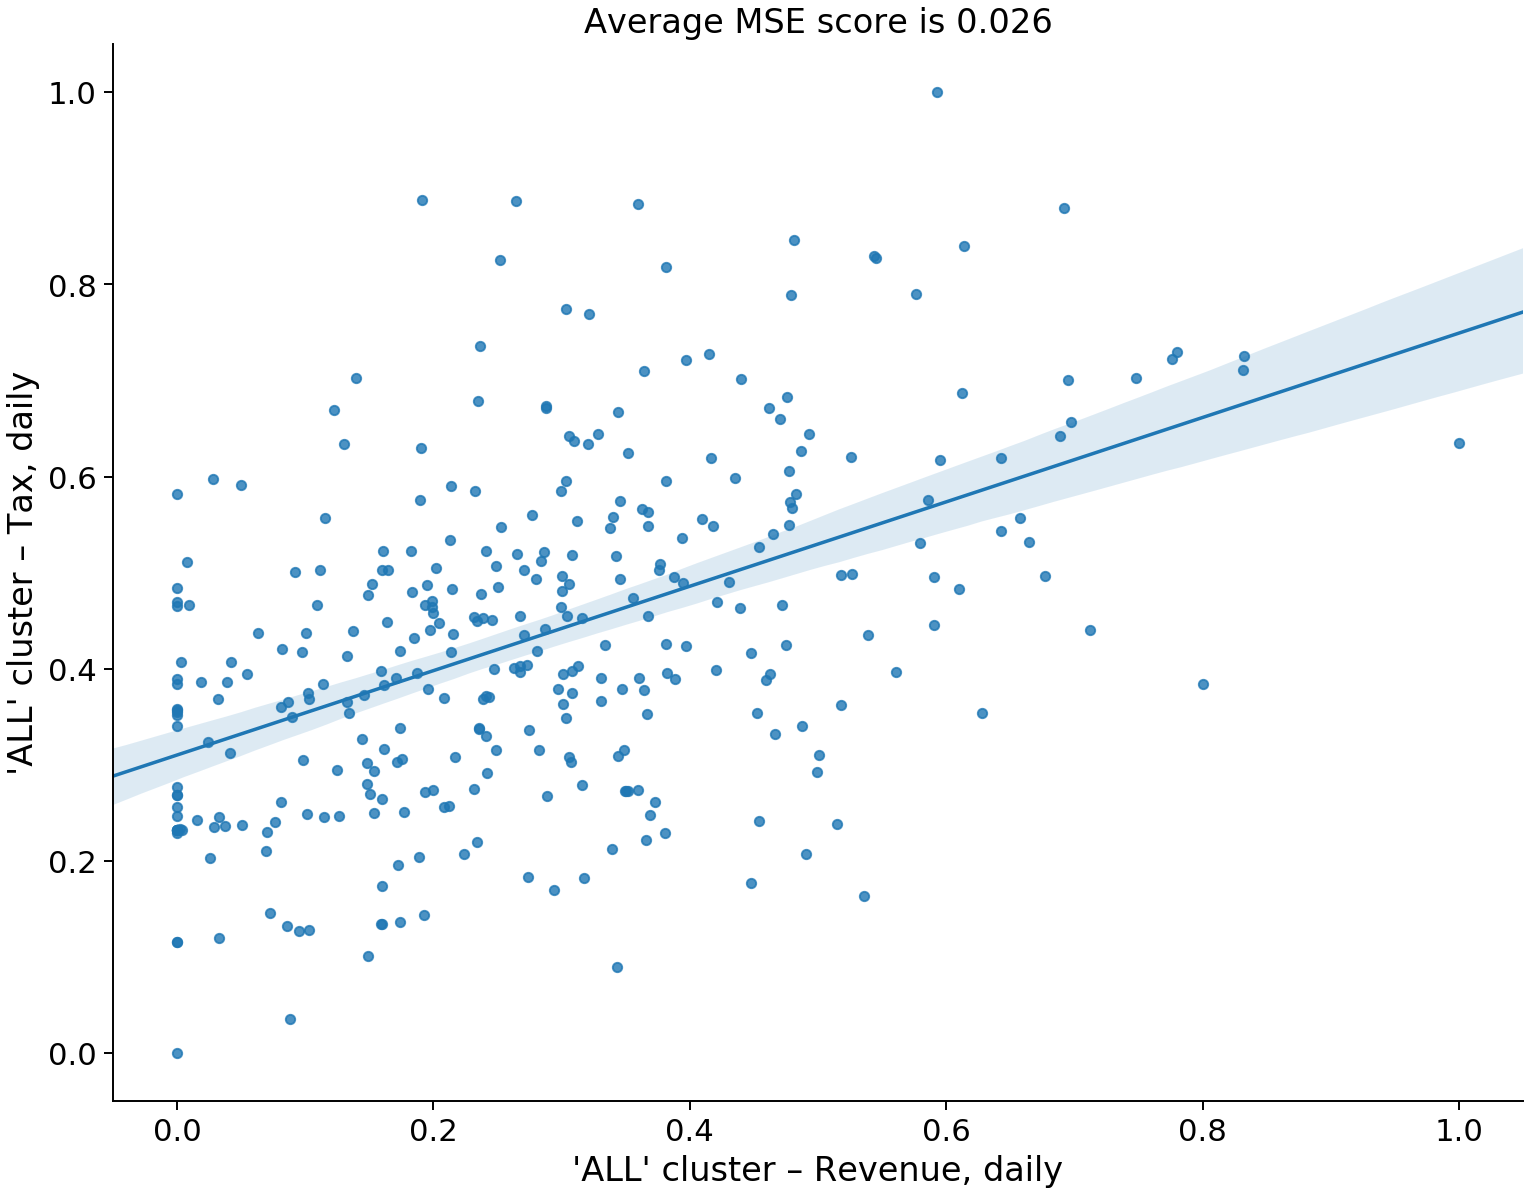 Average MSE score is 0.026
1.0
0.8
0.6
0.4
0.2
0.0
'ALL' cluster – Tax, daily
0.0 0.2 0.4 0.6 0.8 1.0
'ALL' cluster – Revenue, daily